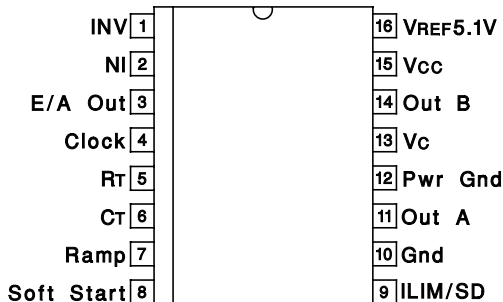 INV 1
NI 2
E/A Out 3
Clock 4
RT 5
CT 6
Ramp 7
Soft Start 8
16 VREF5.1V
15 Vcc
14 Out B
13 Vc
12 Pwr Gnd
11 Out A
10 Gnd
9 ILIM/SD